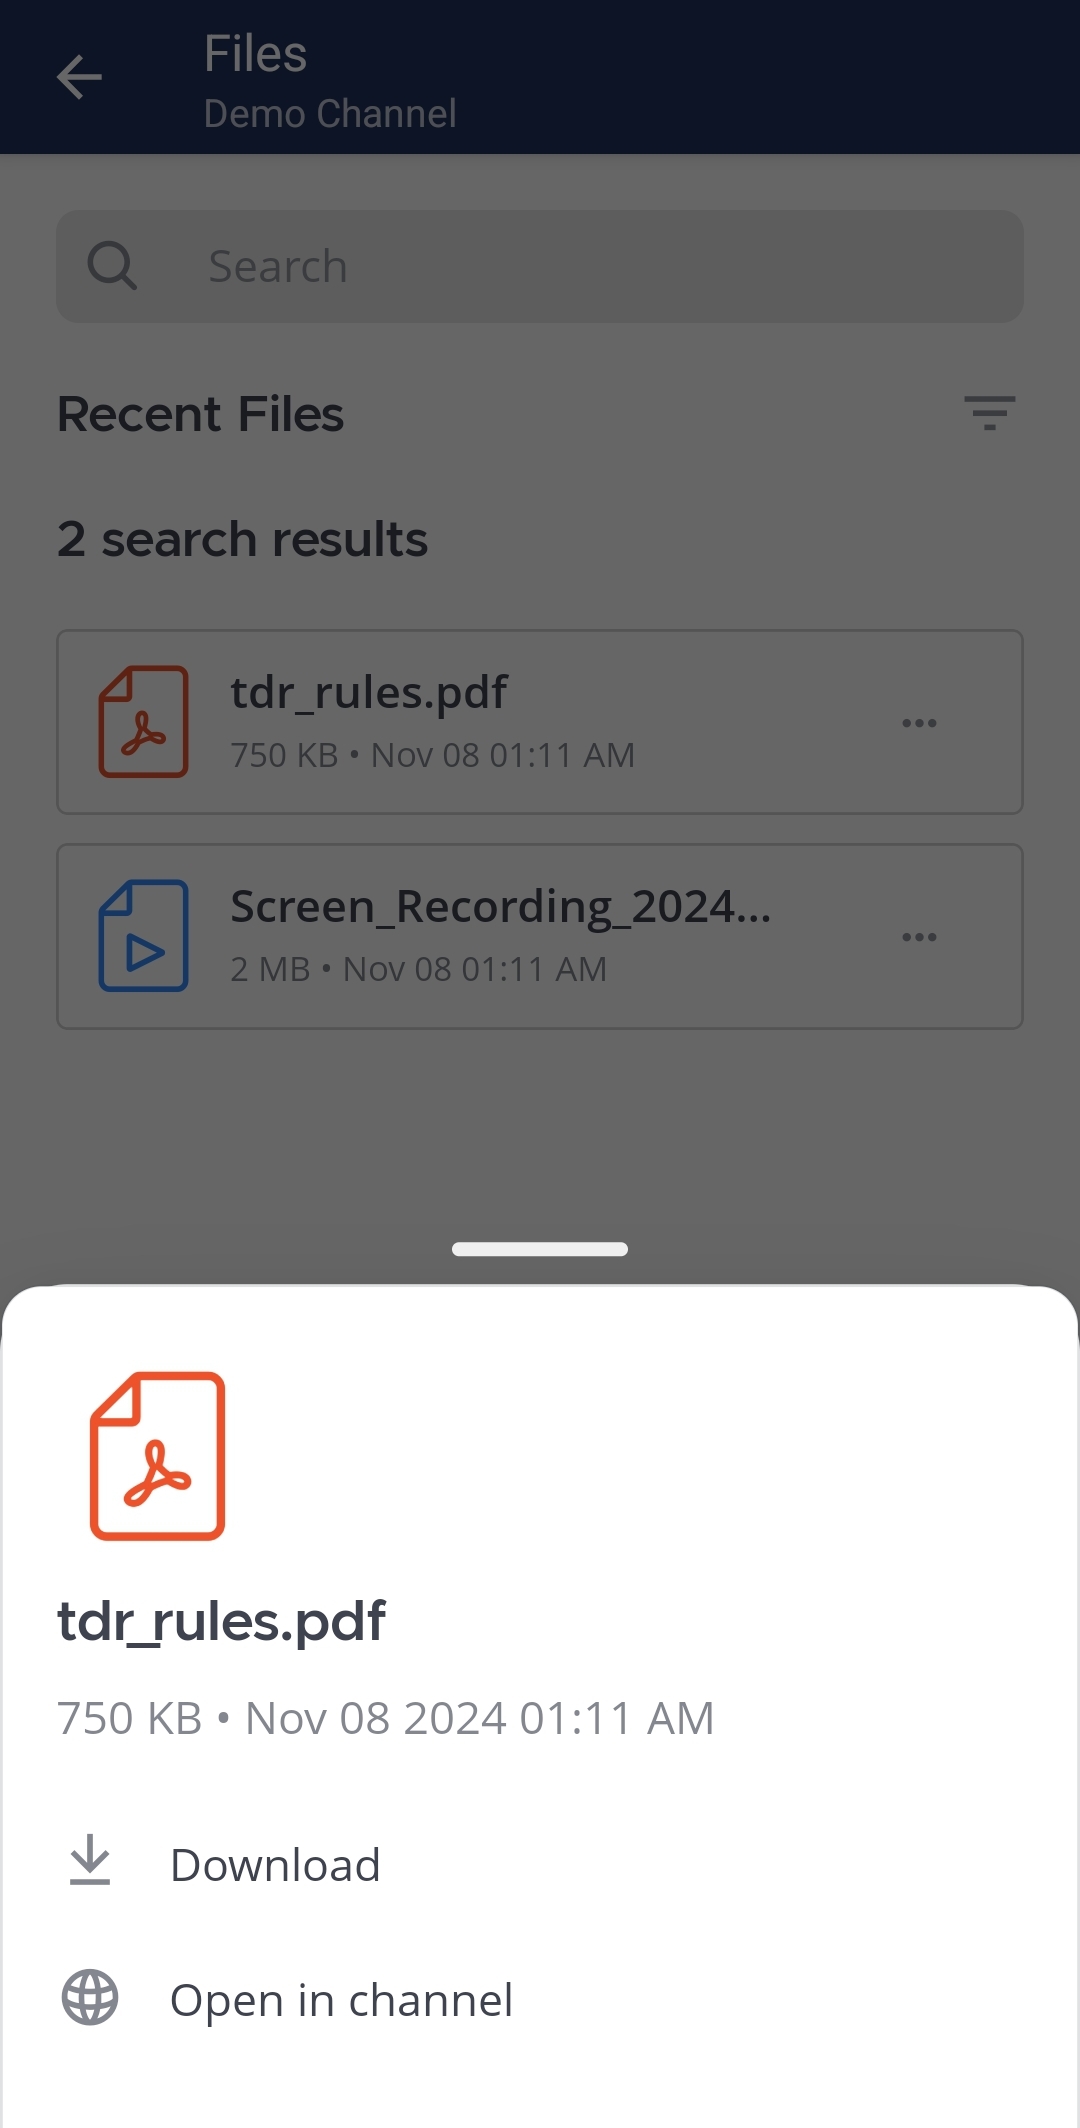 Files
Demo Channel
Search
Recent Files
2 search results
tdr_rules.pdf
750 KB • Nov 08 01:11 AM
Screen_Recording_2024...
2 MB • Nov 08 01:11 AM
tdr_rules.pdf
750 KB • Nov 08 2024 01:11 AM
Download
Open in channel